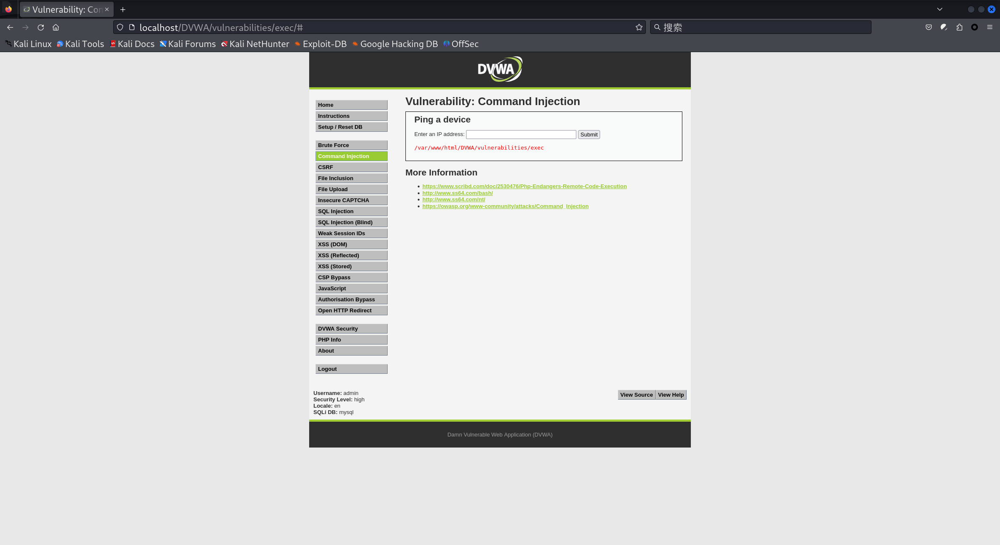 Vulnerability: Con
localhost/DVWA/vulnerabilities/exec/#
搜索
Kali Linux
Kali Tools
Kali Docs
Kali Forums
Kali NetHunter
Exploit-DB
Google Hacking DB
OffSec
DVWA
Home
Instructions
Setup / Reset DB
Brute Force
Command Injection
CSRF
File Inclusion
File Upload
Insecure CAPTCHA
SQL Injection
SQL Injection (Blind)
Weak Session IDs
XSS (DOM)
XSS (Reflected)
XSS (Stored)
CSP Bypass
JavaScript
Authorisation Bypass
Open HTTP Redirect
DVWA Security
PHP Info
About
Logout
Vulnerability: Command Injection
Ping a device
Enter an IP address:
Submit
/var/www/html/DVWA/vulnerabilities/exec
More Information
https://www.scribd.com/doc/2530476/Php-Endangers-Remote-Code-Execution
http://www.ss64.com/bash/
http://www.ss64.com/nt/
https://owasp.org/www-community/attacks/Command_Injection
Username: admin
Security Level: high
Locale: en
SQLi DB: mysql
View Source
View Help
Damn Vulnerable Web Application (DVWA)